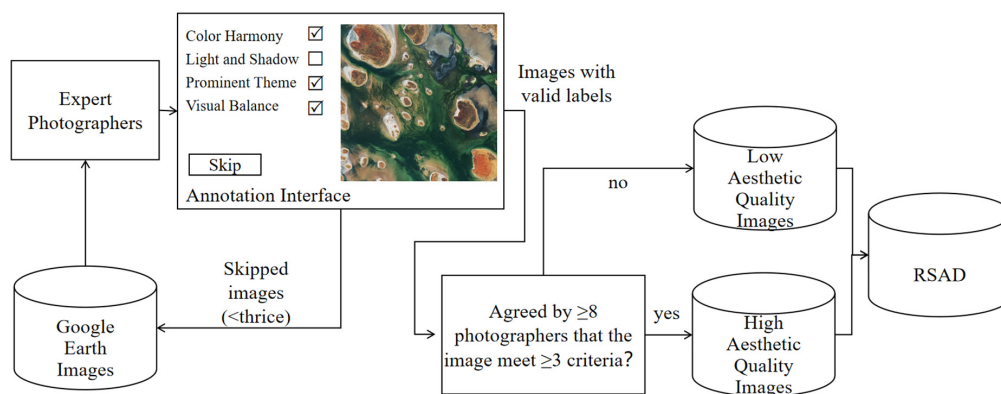 Expert
Photographers
Color Harmony
Light and Shadow
Prominent Theme
Visual Balance
Skip
Annotation Interface
Images with
valid labels
Skipped
images
(<thrice)
Google
Earth
Images
Agreed by ≥8
photographers that the
image meet ≥3 criteria?
no
yes
Low
Aesthetic
Quality
Images
High
Aesthetic
Quality
Images
RSAD